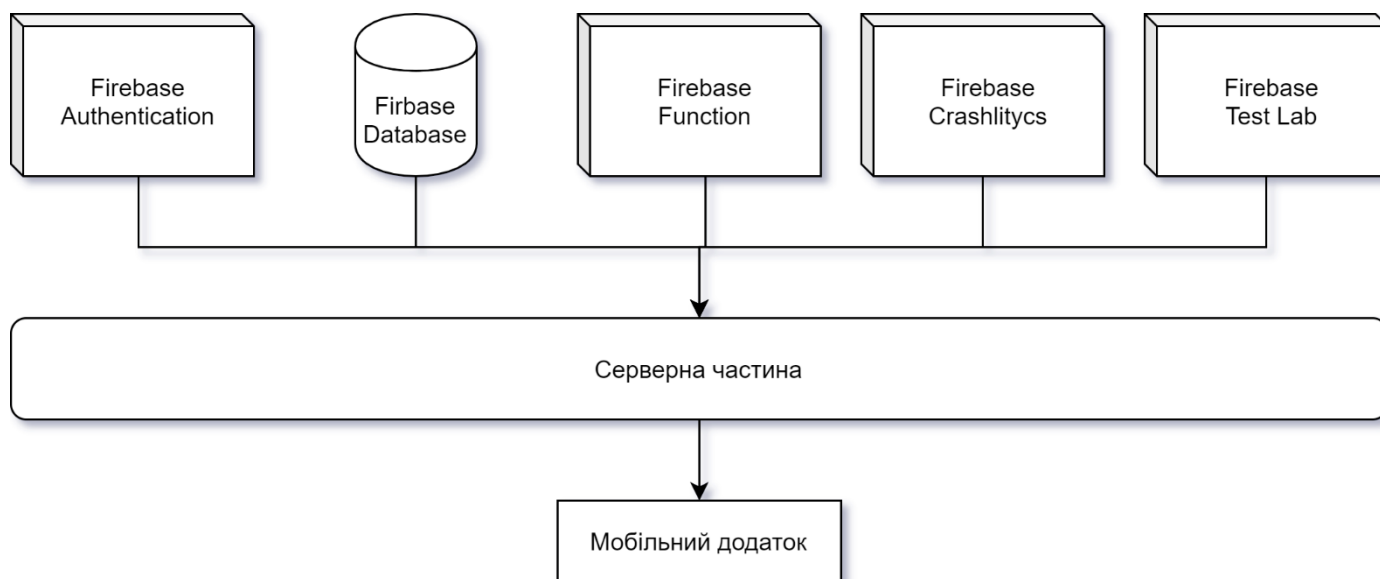 Firebase
Authentication
Firbase
Database
Firebase
Function
Firebase
Crashlitycs
Firebase
Test Lab
Серверна частина
Мобільний додаток